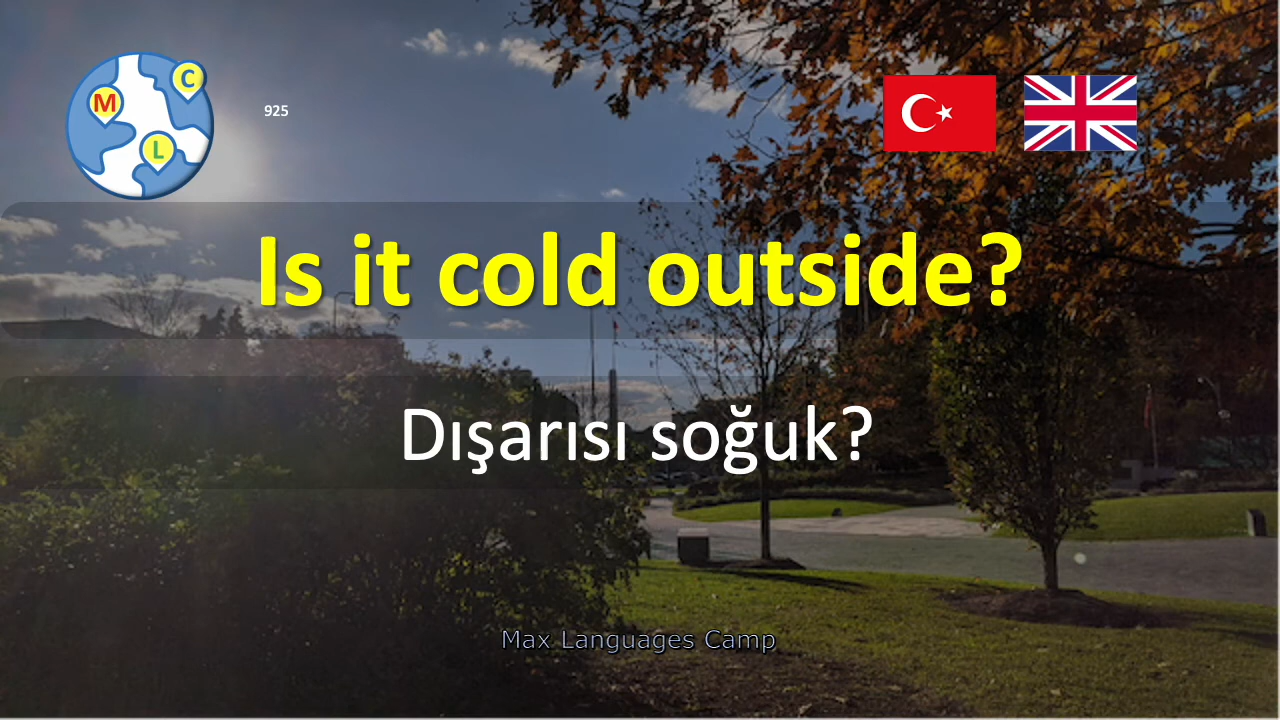 M
C
L
925
Is it cold outside?
Dışarısı soğuk?
Max Languages Camp